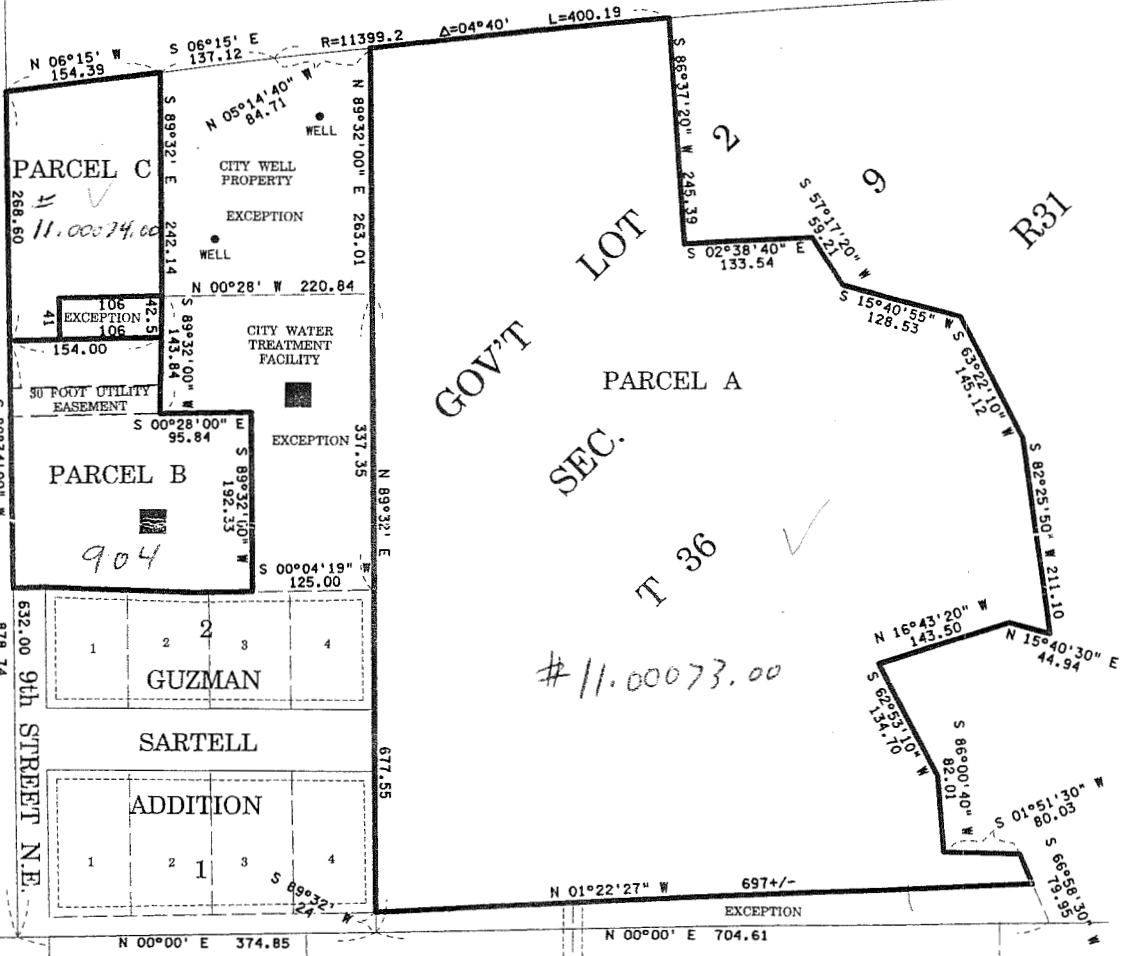 N 06°15' W
154.39
S 06°15' E
137.12
R=11399.2
Δ=04°40'
L=400.19
N 05°14'40" W
84.71
WELL
CITY WELL
PROPERTY
EXCEPTION
WELL
PARCEL C
# 
11.00074.00
268.60
S 89°32' E
242.14
N 89°32'00" E
263.01
N 00°28' W 220.84
106
EXCEPTION
106
41
42.5
154.00
S 89°32'00" W
143.84
CITY WATER
TREATMENT
FACILITY
EXCEPTION
30 FOOT UTILITY
EASEMENT
S 00°28'00" E
95.84
PARCEL B
904
S 89°32'00" W
192.33
337.35
N 89°32' E
S 00°04'19" W
125.00
632.00
878.74
9th STREET N.E.
2
1
2
3
4
GUZMAN
SARTELL
ADDITION
1
1
2
3
4
677.55
S 89°32' W
24
N 00°00' E 374.85
S 86°37'20" W 245.39
2
9
R31
LOT
GOV'T
SEC.
T 36
S 02°38'40" E
133.54
S 57°17'20" W
59.21
S 15°40'55" W
128.53
S 63°22'10" W
145.12
PARCEL A
S 82°25'50" W 211.10
N 16°43'20" W
143.50
N 15°40'30" E
44.94
#11.00073.00
S 62°53'10" W
134.70
S 86°00'40" W
82.01
S 01°51'30" W
80.03
S 66°58'30" W
79.95
N 01°22'27" W 697+/-
EXCEPTION
N 00°00' E 704.61